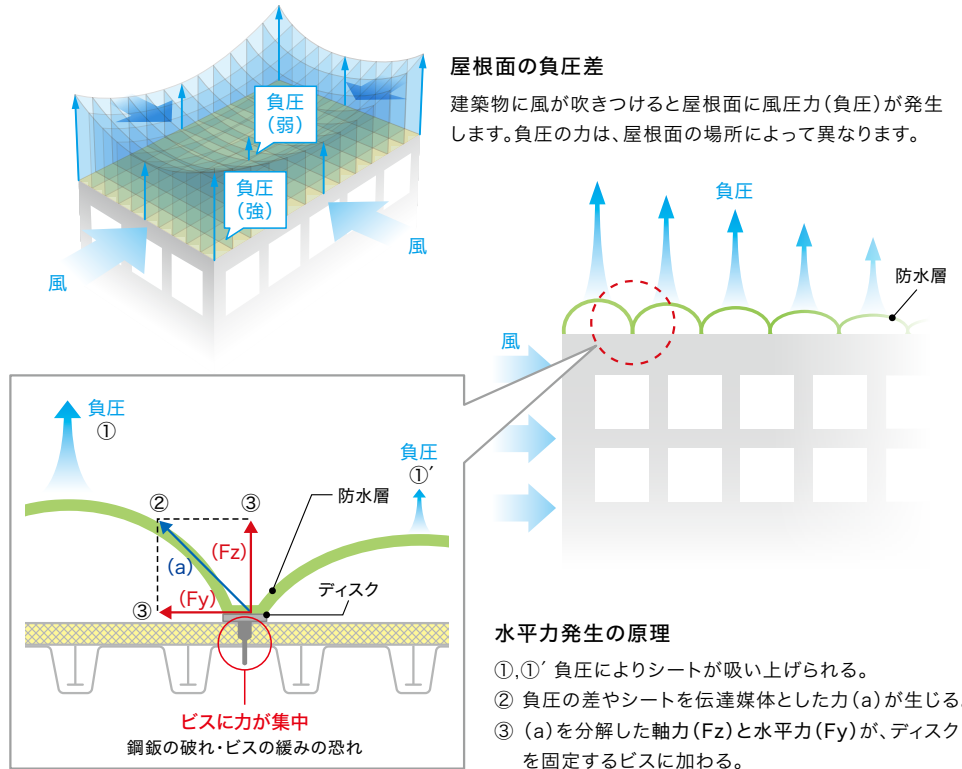 屋根面の負圧差
建築物に風が吹きつけると屋根面に風圧力（負圧）が発生
します。負圧の力は、屋根面の場所によって異なります。
負圧
（弱）
負圧
（強）
風
風
負圧
防水層
風
負圧
①
負圧
①´
防水層
②
③
(Fz)
(a)
(Fy)
③
ディスク
ビスに力が集中
鋼鈑の破れ・ビスの緩みの恐れ
水平力発生の原理
①,①´ 負圧によりシートが吸い上げられる。
② 負圧の差やシートを伝達媒体とした力（a）が生じる。
③ （a）を分解した軸力（Fz）と水平力（Fy）が、ディスク
を固定するビスに加わる。